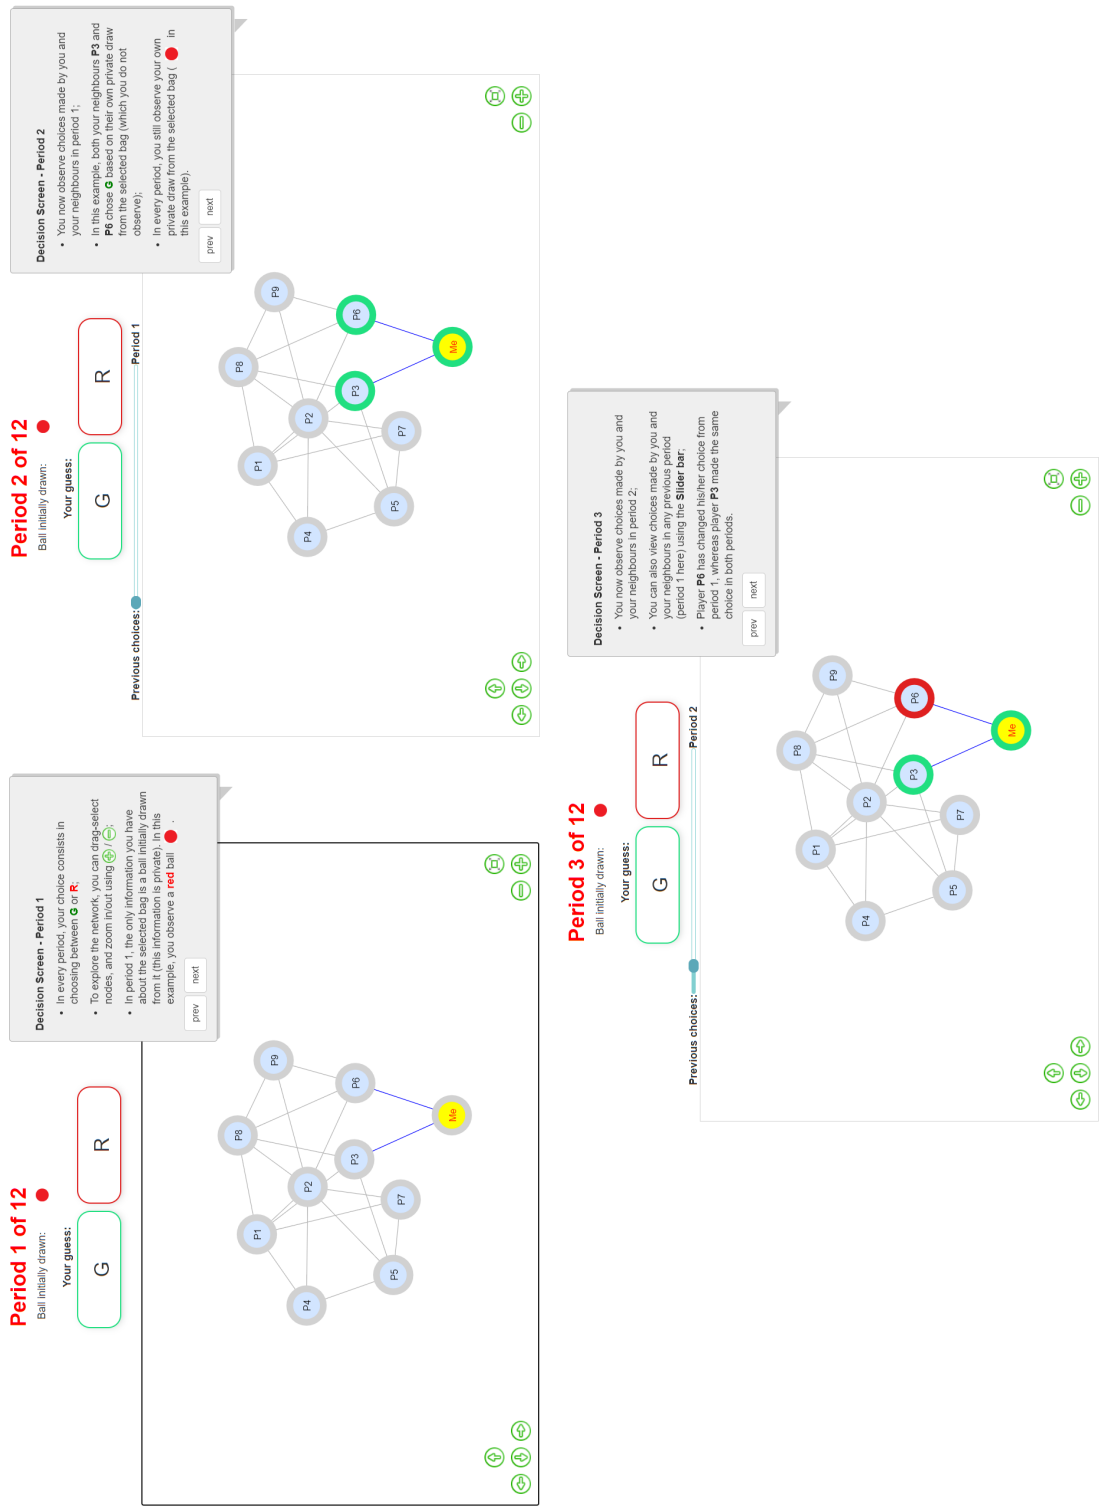 Period 1 of 12
Ball initially drawn:
Your guess:
G
R
Decision Screen - Period 1
• In every period, your choice consists in
choosing between G or R;
• To explore the network, you can drag-select
nodes, and zoom in/out using / ;
• In period 1, the only information you have
about the selected bag is a ball initially drawn
from it (this information is private). In this
example, you observe a red ball .
prev
next
P8
P9
P1
P2
P6
P3
P4
P7
P5
Me
Period 2 of 12
Ball initially drawn:
Your guess:
G
R
Previous choices:
Period 1
Decision Screen - Period 2
• You now observe choices made by you and
your neighbours in period 1;
• In this example, both your neighbours P3 and
P6 chose G based on their own private draw
from the selected bag (which you do not
observe);
• In every period, you still observe your own
private draw from the selected bag ( in
this example).
prev
next
P8
P9
P1
P2
P6
P3
P4
P7
P5
Me
Period 3 of 12
Ball initially drawn:
Your guess:
G
R
Previous choices:
Period 2
Decision Screen - Period 3
• You now observe choices made by you and
your neighbours in period 2;
• You can also view choices made by you and
your neighbours in any previous period
(period 1 here) using the Slider bar;
• Player P6 has changed his/her choice from
period 1, whereas player P3 made the same
choice in both periods.
prev
next
P8
P9
P1
P2
P6
P3
P4
P7
P5
Me